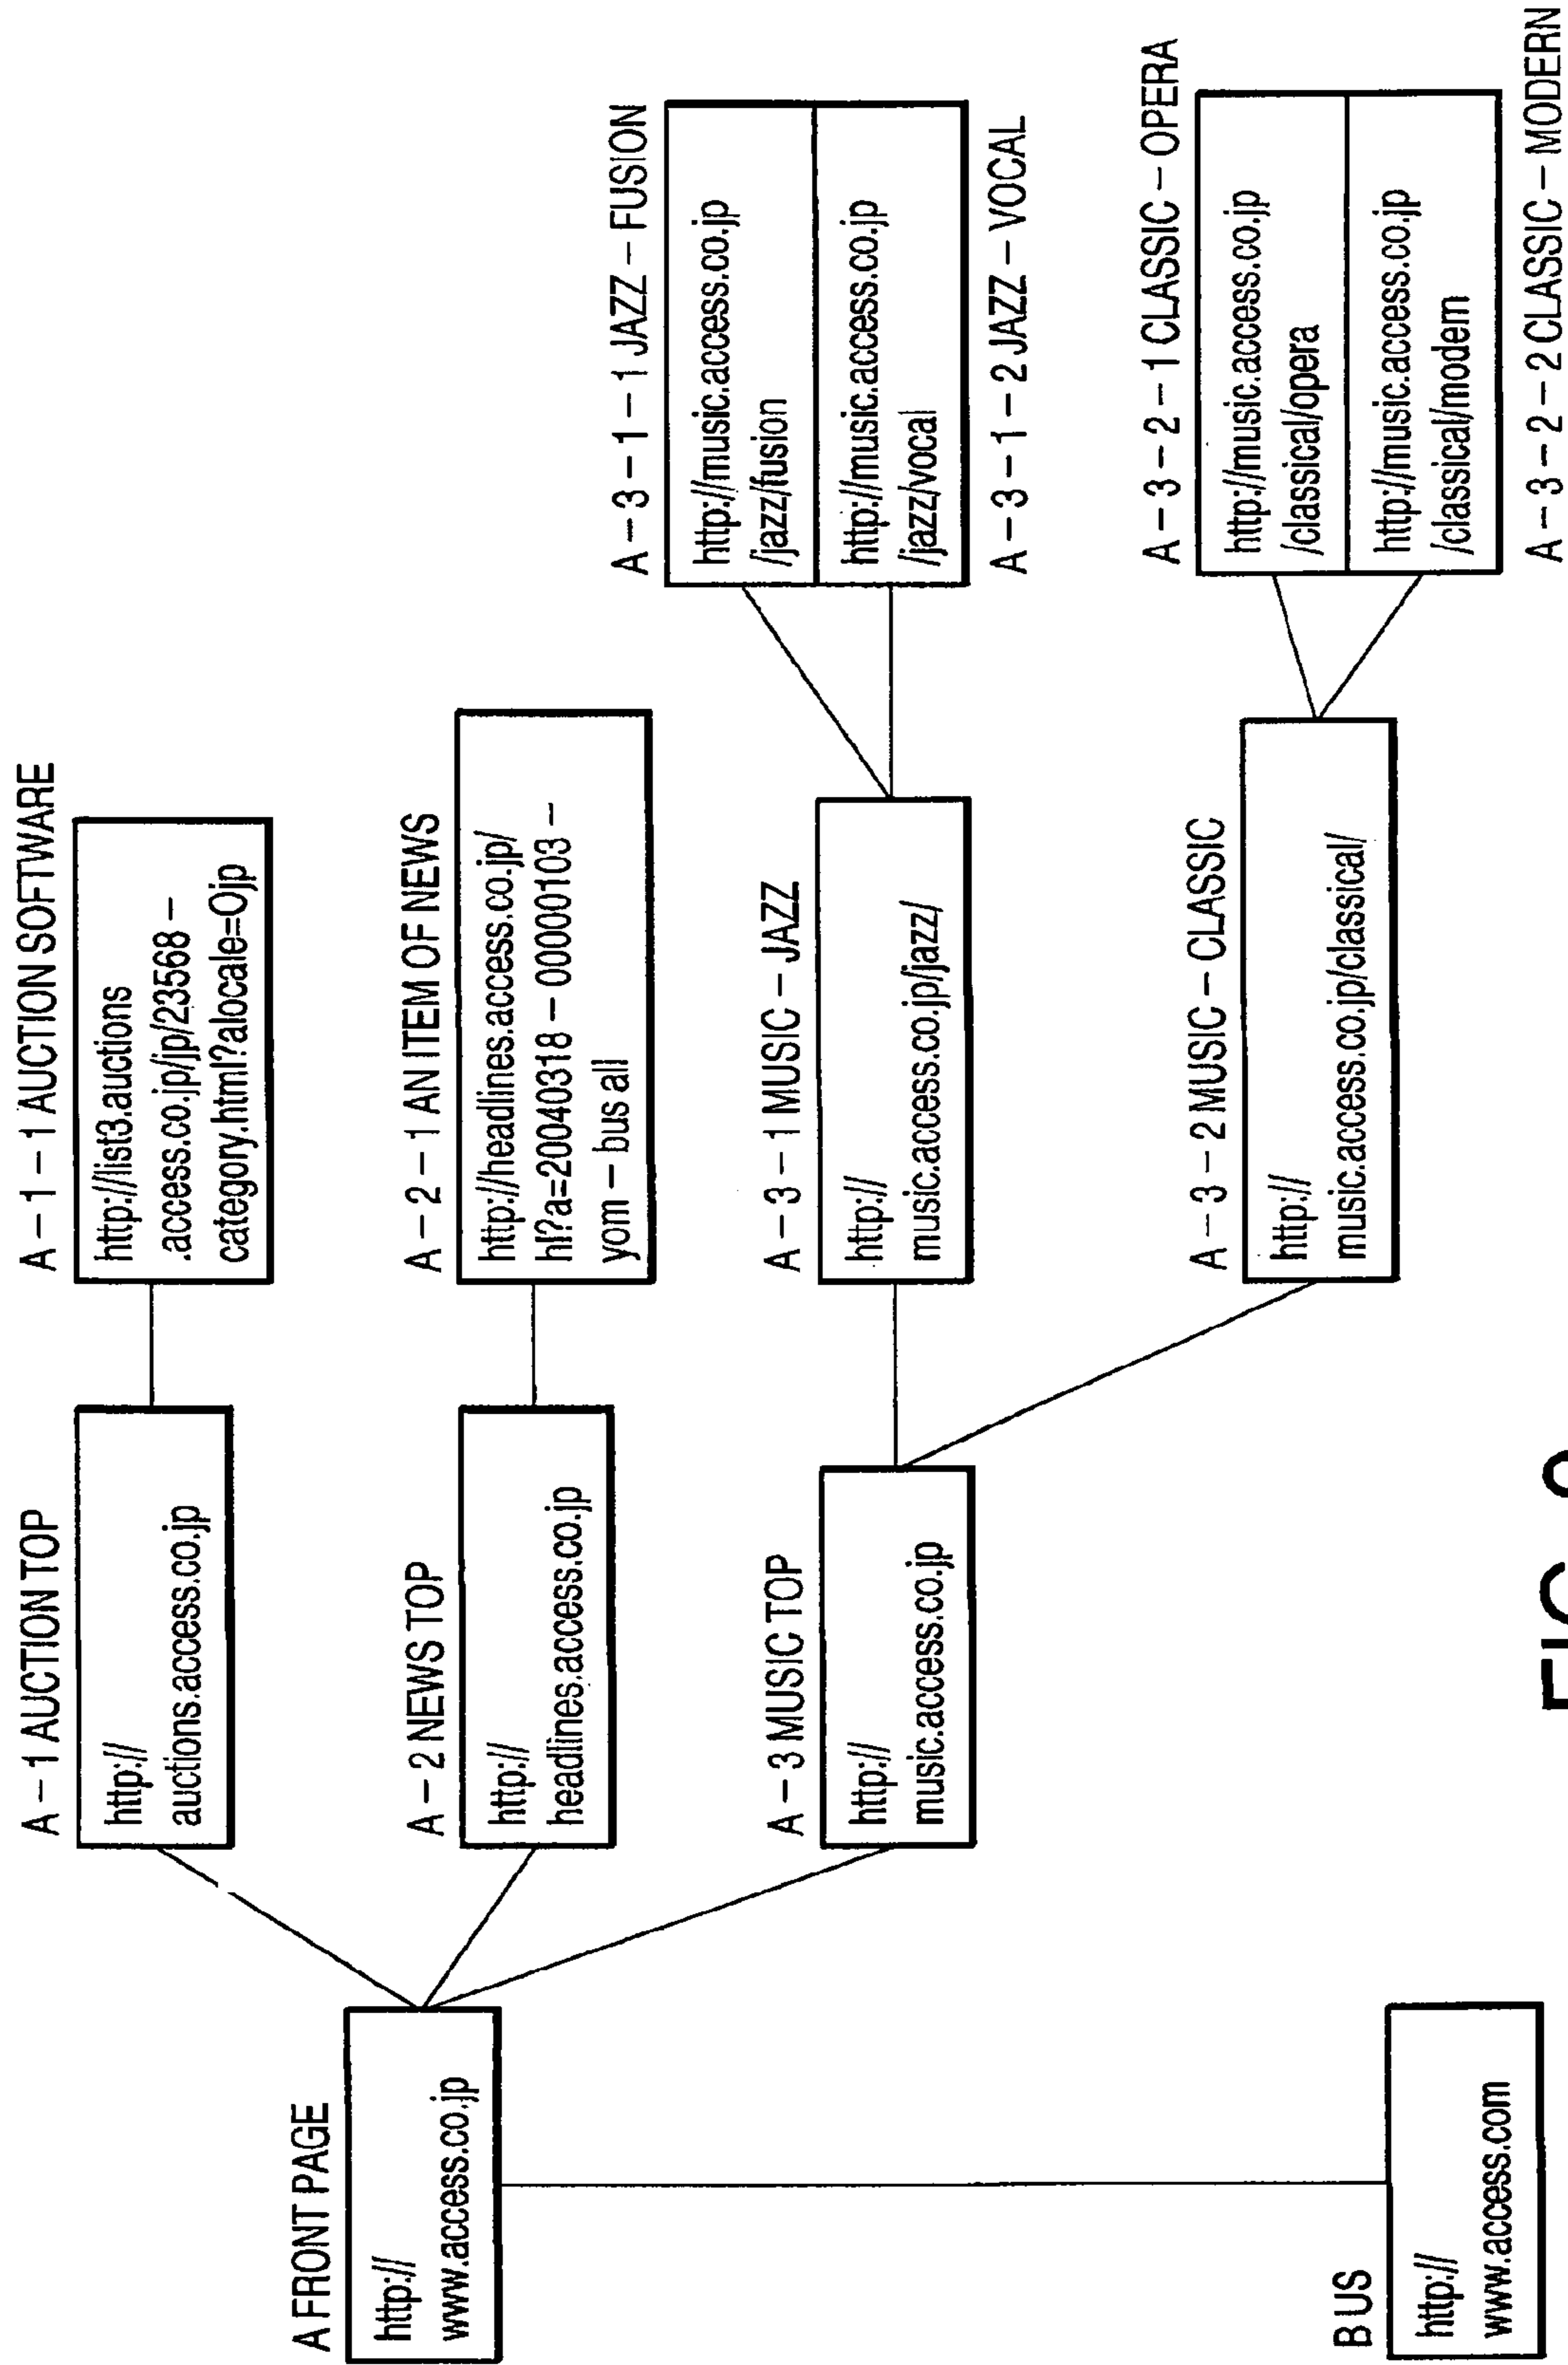 A FRONT PAGE
http://
www.access.co.jp
B US
http://
www.access.com
A – 1 AUCTION TOP
http://
auctions.access.co.jp
A – 2 NEWS TOP
http://
headlines.access.co.jp
A – 3 MUSIC TOP
http://
music.access.co.jp
A – 1 – 1 AUCTION SOFTWARE
http://list3.auctions
.access.co.jp/jp/23568 –
category.html?alocale=0jp
A – 2 – 1 AN ITEM OF NEWS
http://headlines.access.co.jp/
hl?a=20040318 – 00000103 –
yom – bus all
A – 3 – 1 MUSIC – JAZZ
http://
music.access.co.jp/jazz/
A – 3 – 2 MUSIC – CLASSIC
http://
music.access.co.jp/classical/
A – 3 – 1 – 1 JAZZ – FUSION
http://music.access.co.jp
/jazz/fusion
http://music.access.co.jp
/jazz/vocal
A – 3 – 1 – 2 JAZZ – VOCAL
A – 3 – 2 – 1 CLASSIC – OPERA
http://music.access.co.jp
/classical/opera
http://music.access.co.jp
/classical/modem
A – 3 – 2 – 2 CLASSIC – MODERN